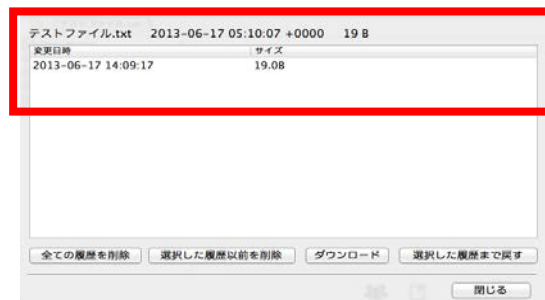 テストファイル.txt 2013-06-17 05:10:07 +0000 19 B
変更日時 サイズ
2013-06-17 14:09:17 19.0B
全ての履歴を削除 選択した履歴以前を削除 ダウンロード 選択した履歴まで戻す
閉じる